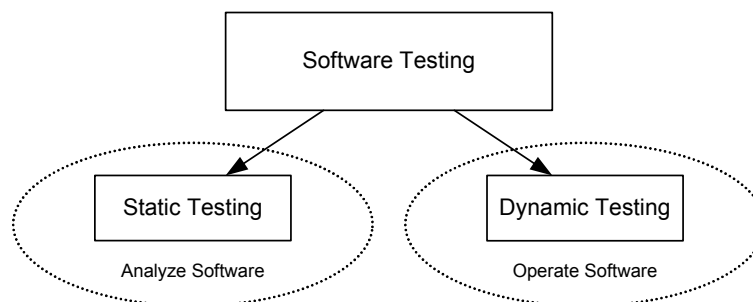 Software Testing
Static Testing
Dynamic Testing
Analyze Software
Operate Software